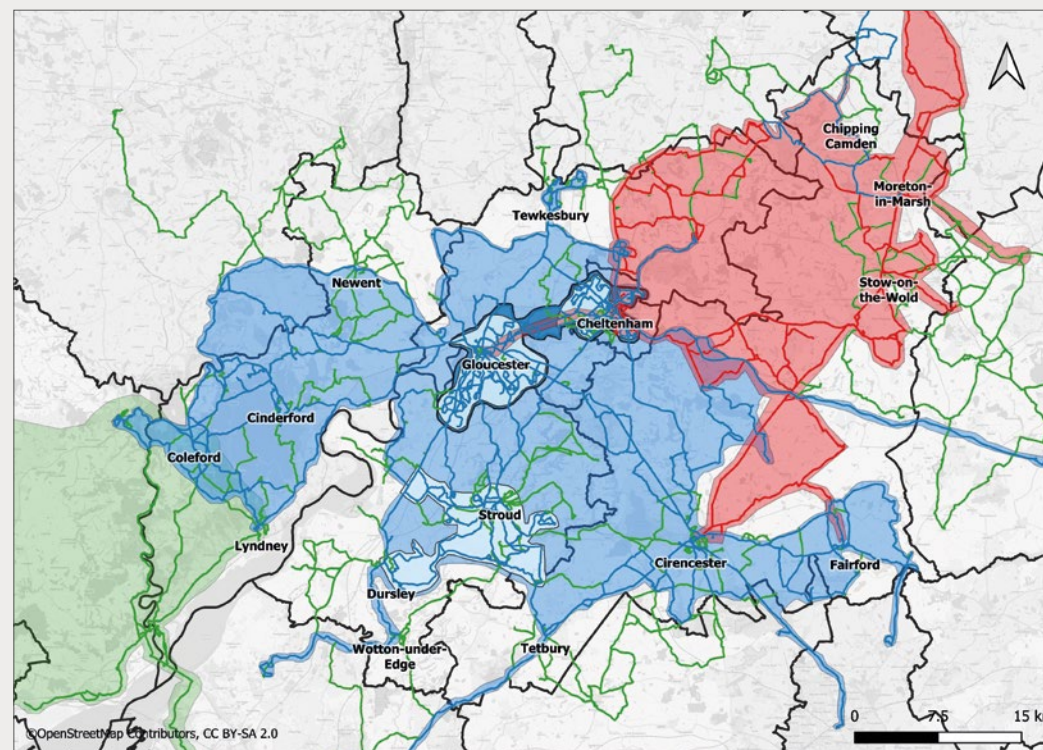 Chipping
Camden
Moreton-
in-Marsh
Tewkesbury
Newent
Stow-on-
the-Wold
Cheltenham
Gloucester
Cinderford
Coleford
Stroud
Lyndney
Cirencester
Fairford
Dursley
Wotton-under-
Edge
Tetbury
0 7.5 15 k
©OpenStreetMap Contributors, CC BY-SA 2.0